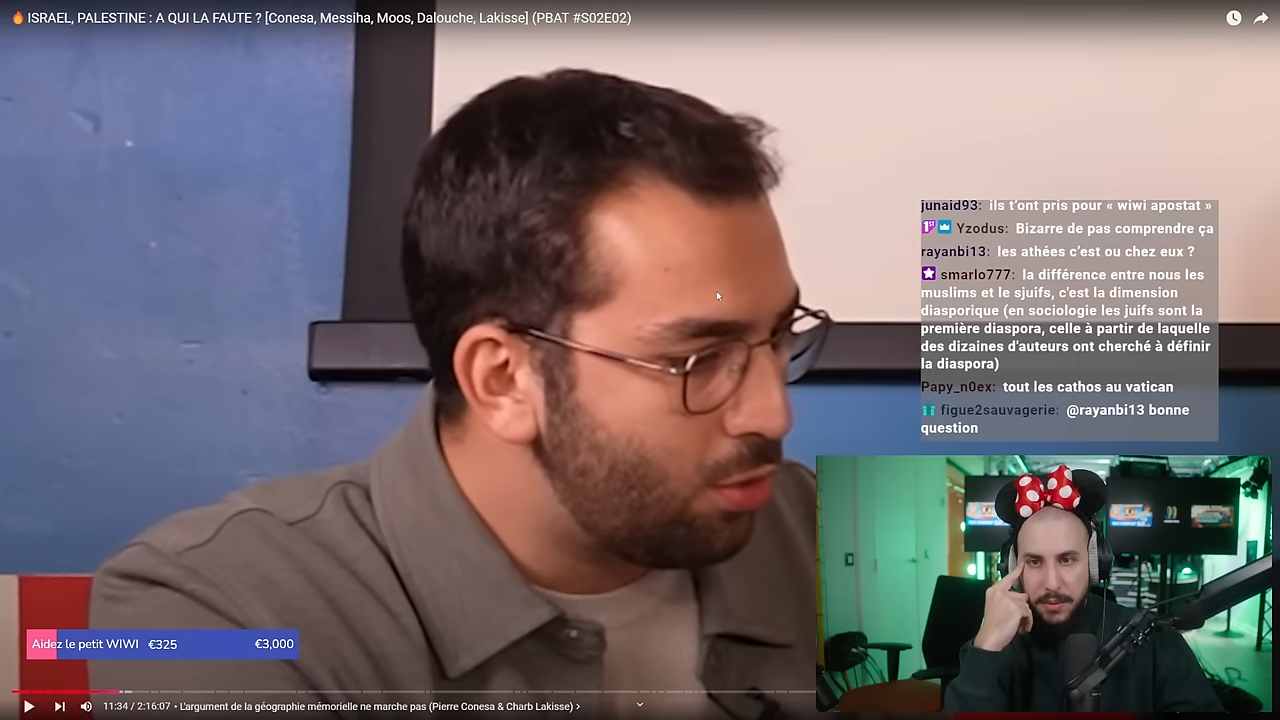 🔥 ISRAEL, PALESTINE : A QUI LA FAUTE ? [Conesa, Messiha, Moos, Dalouche, Lakisse] (PBAT #S02E02)
junaid93: ils t'ont pris pour « wiwi apostat »
Yzodus: Bizarre de pas comprendre ça
rayanbi13: les athées c'est ou chez eux ?
smarlo777: la différence entre nous les
muslims et le sjuifs, c'est la dimension
diasporique (en sociologie les juifs sont la
première diaspora, celle à partir de laquelle
des dizaines d'auteurs ont cherché à définir
la diaspora)
Papy_n0ex: tout les cathos au vatican
figue2sauvagerie: @rayanbi13 bonne
question
Aidez le petit WIWI €325 €3,000
11:34 / 2:16:07 • L'argument de la géographie mémorielle ne marche pas (Pierre Conesa & Charb Lakisse) >